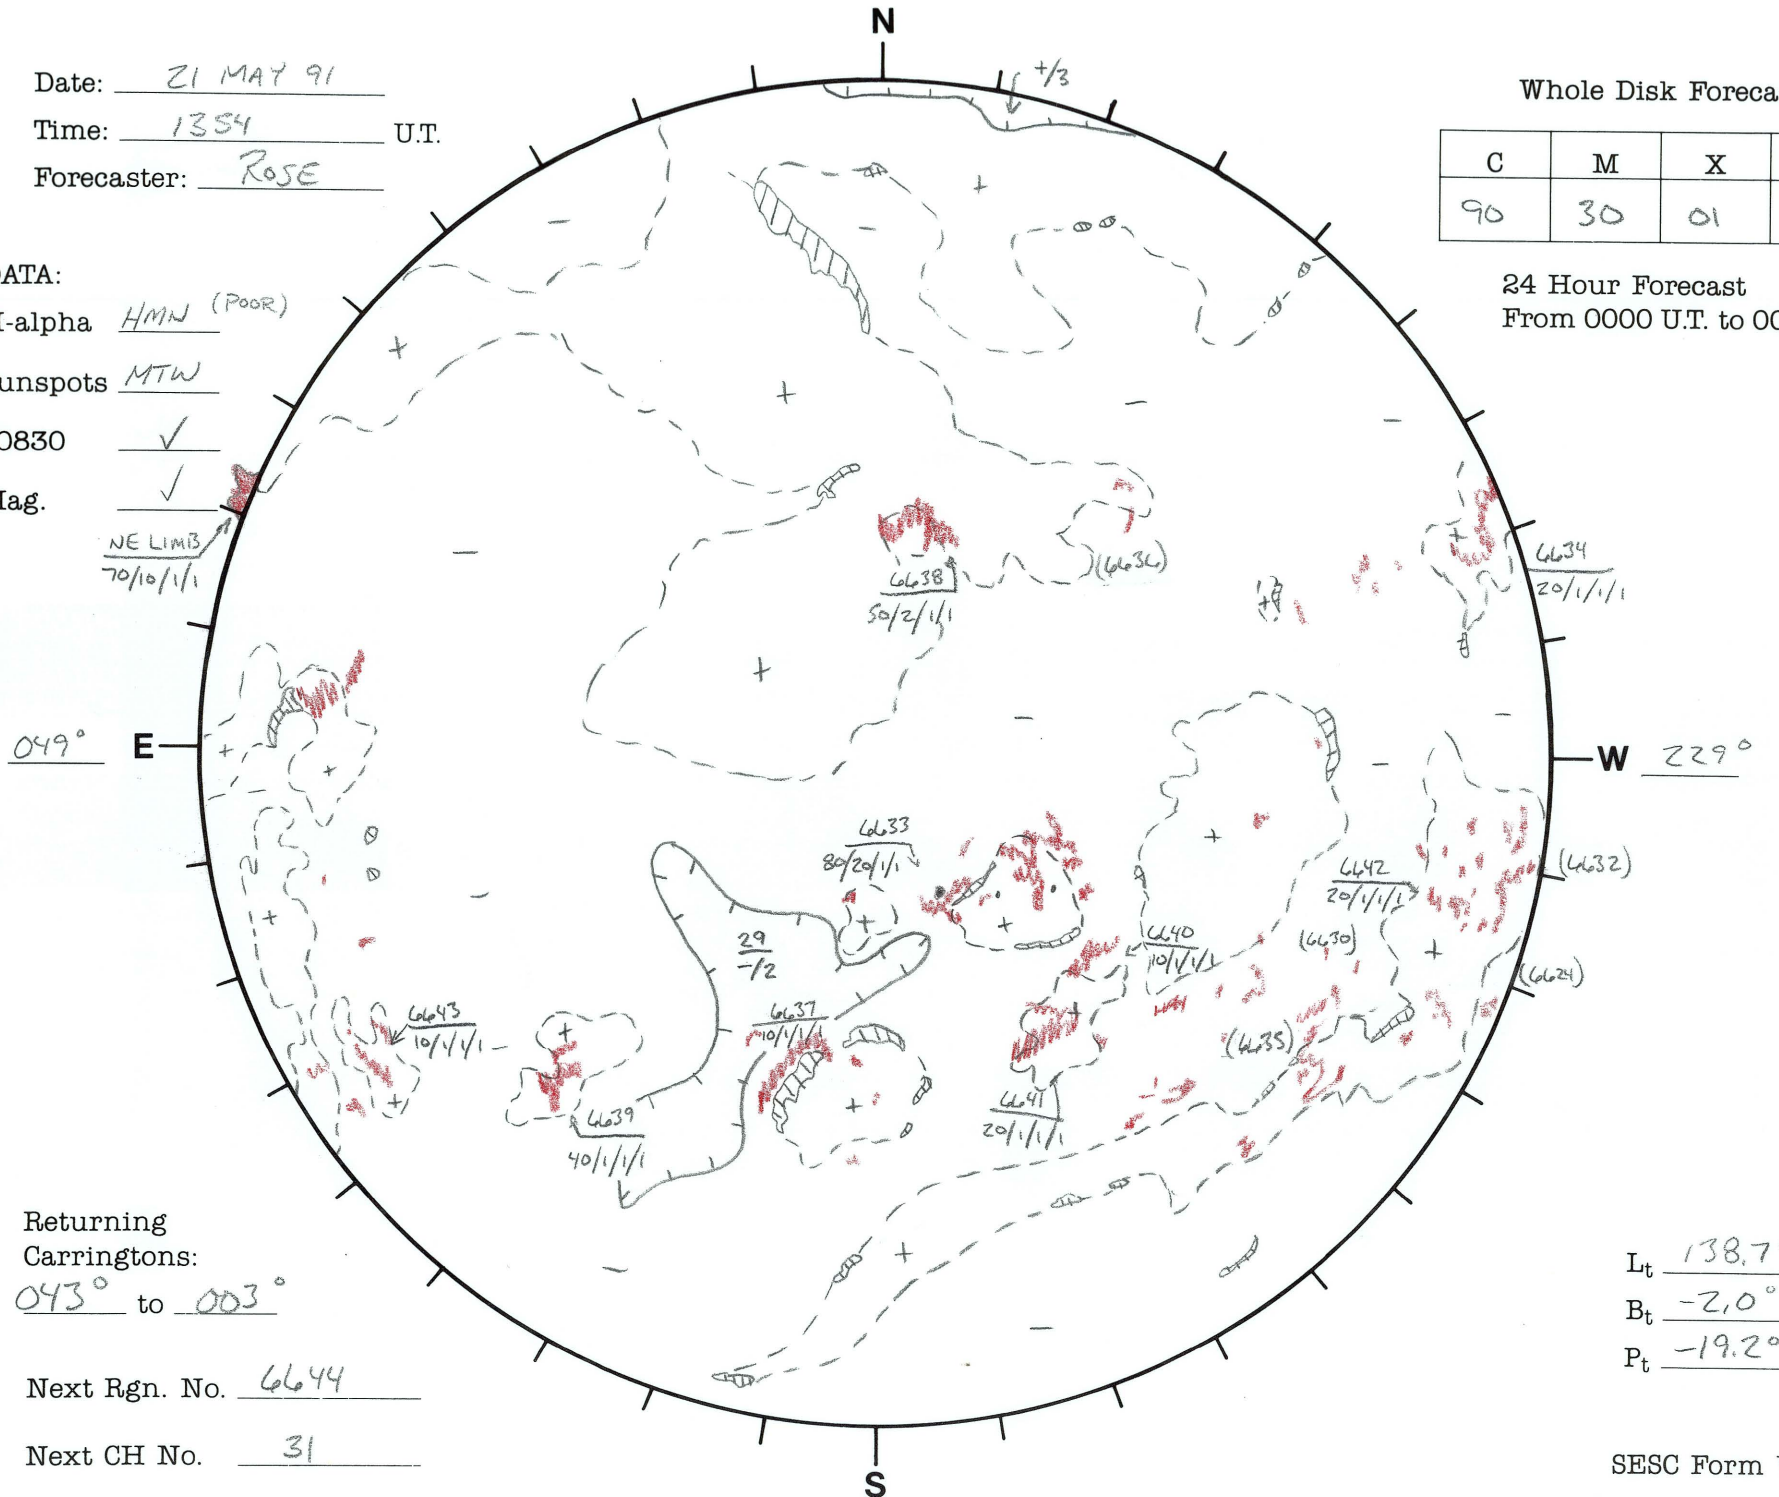 N
Date: 21 MAY 91
Time: 1354 U.T.
Forecaster: ROSE
+/3
Whole Disk Foreca
C M X
90 30 01
24 Hour Forecast
From 0000 U.T. to 00
ATA:
I-alpha HMN (POOR)
unspots MTW
0830 ✓
ag. ✓
NE LIMB
70/10/1/1
6638
50/2/1/1
(6636)
6634
20/1/1/1
049° E
W 229°
6633
80/20/1/1
6642
20/1/1/1
(6632)
29
-/2
6640
10/1/1/1
(6630)
(6624)
6643
10/1/1/1
6637
10/1/1/1
(6635)
6639
40/1/1/1
6641
20/1/1/1
Returning
Carringtons:
043° to 003°
Next Rgn. No. 6644
Next CH No. 31
Lt 138.7
Bt -2.0°
Pt -19.2°
SESC Form
S